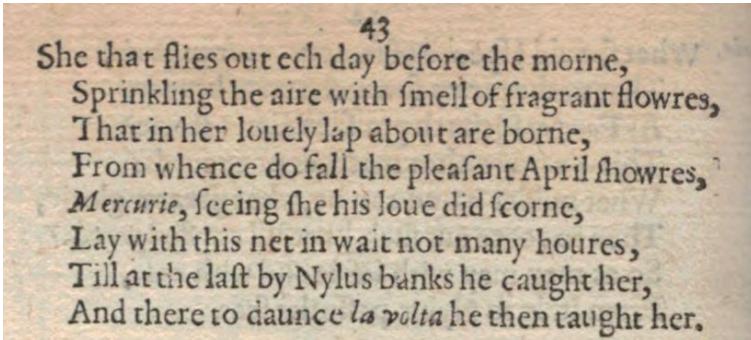 43
She that flies out ech day before the morne,
Sprinkling the aire with ſmell of fragrant flowres,
That in her louely lap about are borne,
From whence do fall the pleaſant April ſhowres,
Mercurie, ſeeing ſhe his loue did ſcorne,
Lay with this net in wait not many houres,
Till at the laſt by Nylus banks he caught her,
And there to daunce la volta he then taught her.